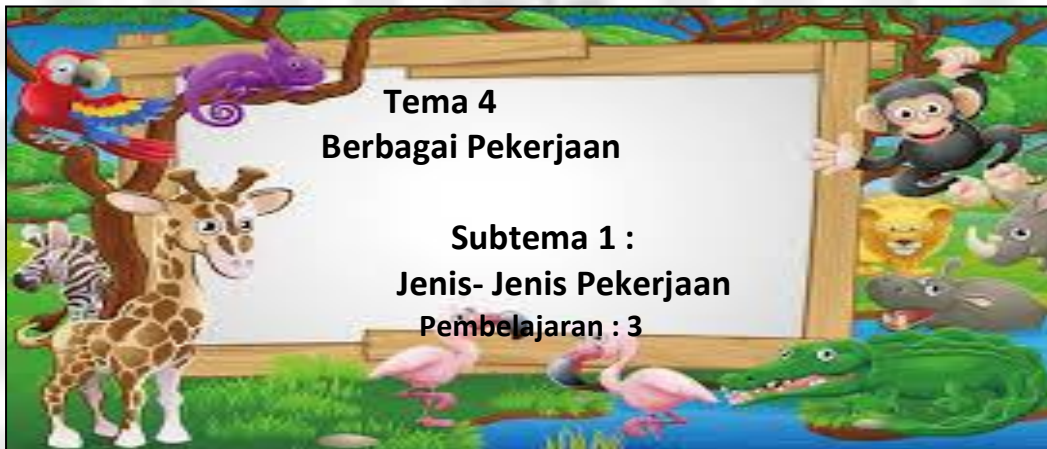 Tema 4
Berbagai Pekerjaan
Subtema 1 :
Jenis- Jenis Pekerjaan
Pembelajaran : 3